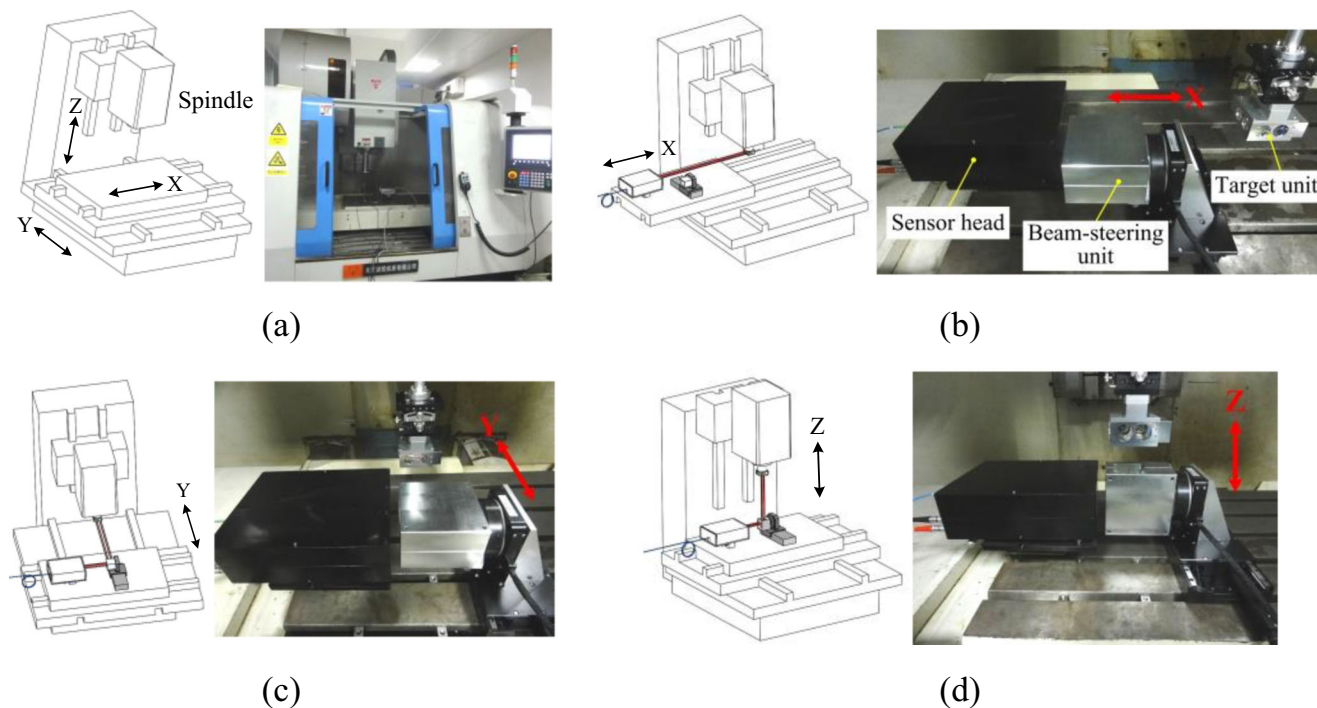 Z
Spindle
X
Y
(a)
X
X
Sensor head
Beam-steering
unit
Target unit
(b)
Y
Y
(c)
Z
Z
(d)